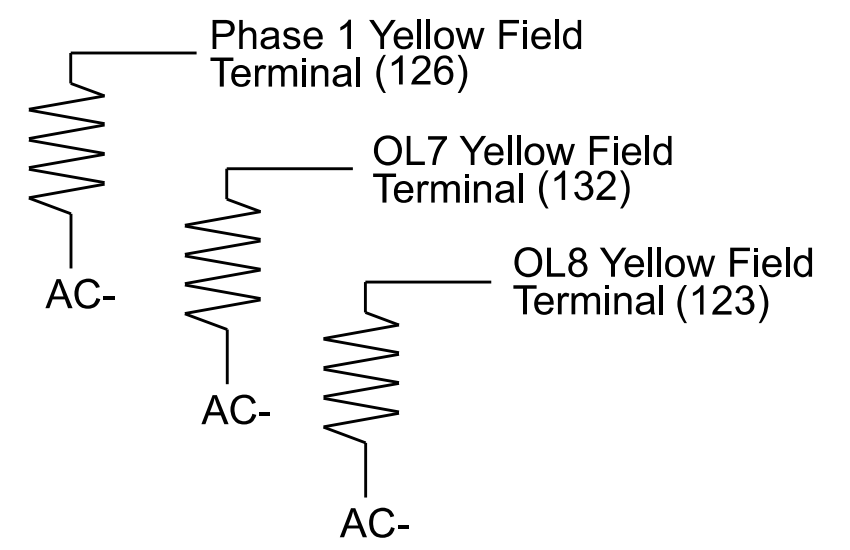 Phase 1 Yellow Field
Terminal (126)
AC-
OL7 Yellow Field
Terminal (132)
AC-
OL8 Yellow Field
Terminal (123)
AC-